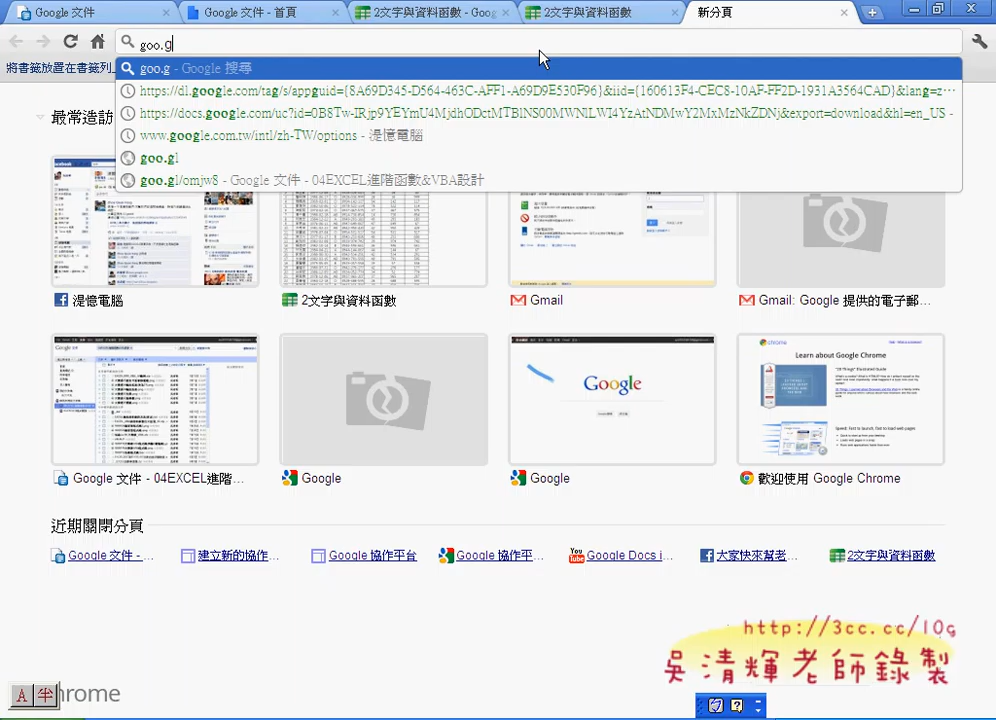 Google 文件
Google 文件 - 首頁
2文字與資料函數 - Goog
2文字與資料函數
新分頁
goo.g
將書籤放置在書籤列
goo.g - Google 搜尋
https://dl.google.com/tag/s/appguid={8A69D345-D564-463C-AFF1-A69D9E530F96}&iid={160613F4-CEC8-10AF-FF2D-1931A3564CAD}&lang=z…
https://docs.google.com/uc?id=0B8Tw-IRjp9YEYmU4MjdhODctMTBlNS00MWNlLWI4YzAtNDMwY2MxMzNkZDNj&export=download&hl=en_US -
www.google.com.tw/intl/zh-TW/options - 湜憶電腦
goo.gl
goo.gl/omjw8 - Google 文件 - 04EXCEL進階函數&VBA設計
最常造訪
湜憶電腦
2文字與資料函數
Gmail
Gmail: Google 提供的電子郵...
Learn about Google Chrome
Google
Google 文件 - 04EXCEL進階...
Google
Google
歡迎使用 Google Chrome
近期關閉分頁
Google 文件 -...
建立新的協作...
Google 協作平台
Google 協作平...
Google Docs i...
大家快來幫老...
2文字與資料函數
http://3cc.cc/10g
吳清輝老師錄製
A 半 hrome